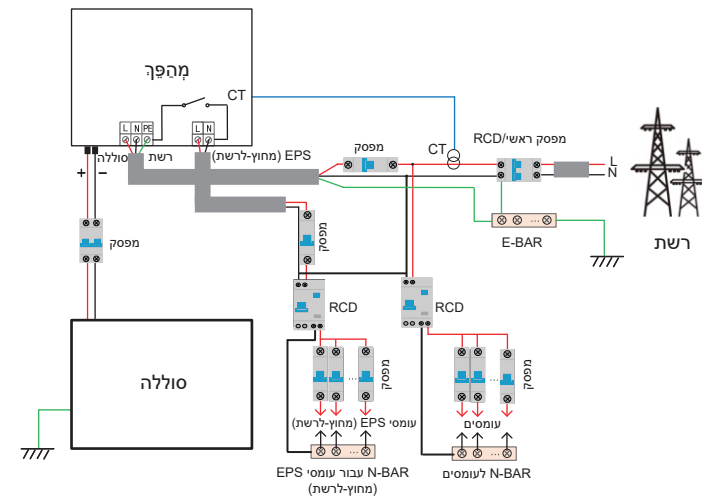 מְהַפֵּךְ
CT
L N PE
L N
סוללה
רשת
EPS (מחוץ-לרשת)
+ −
מפסק
CT
מפסק ראשי/RCD
L
N
רשת
E-BAR
מפסק
מפסק
RCD
RCD
סוללה
...
מפסק
...
מפסק
עומסי EPS (מחוץ-לרשת)
עומסים
...
...
...
N-BAR עבור עומסי EPS
(מחוץ-לרשת)
N-BAR לעומסים